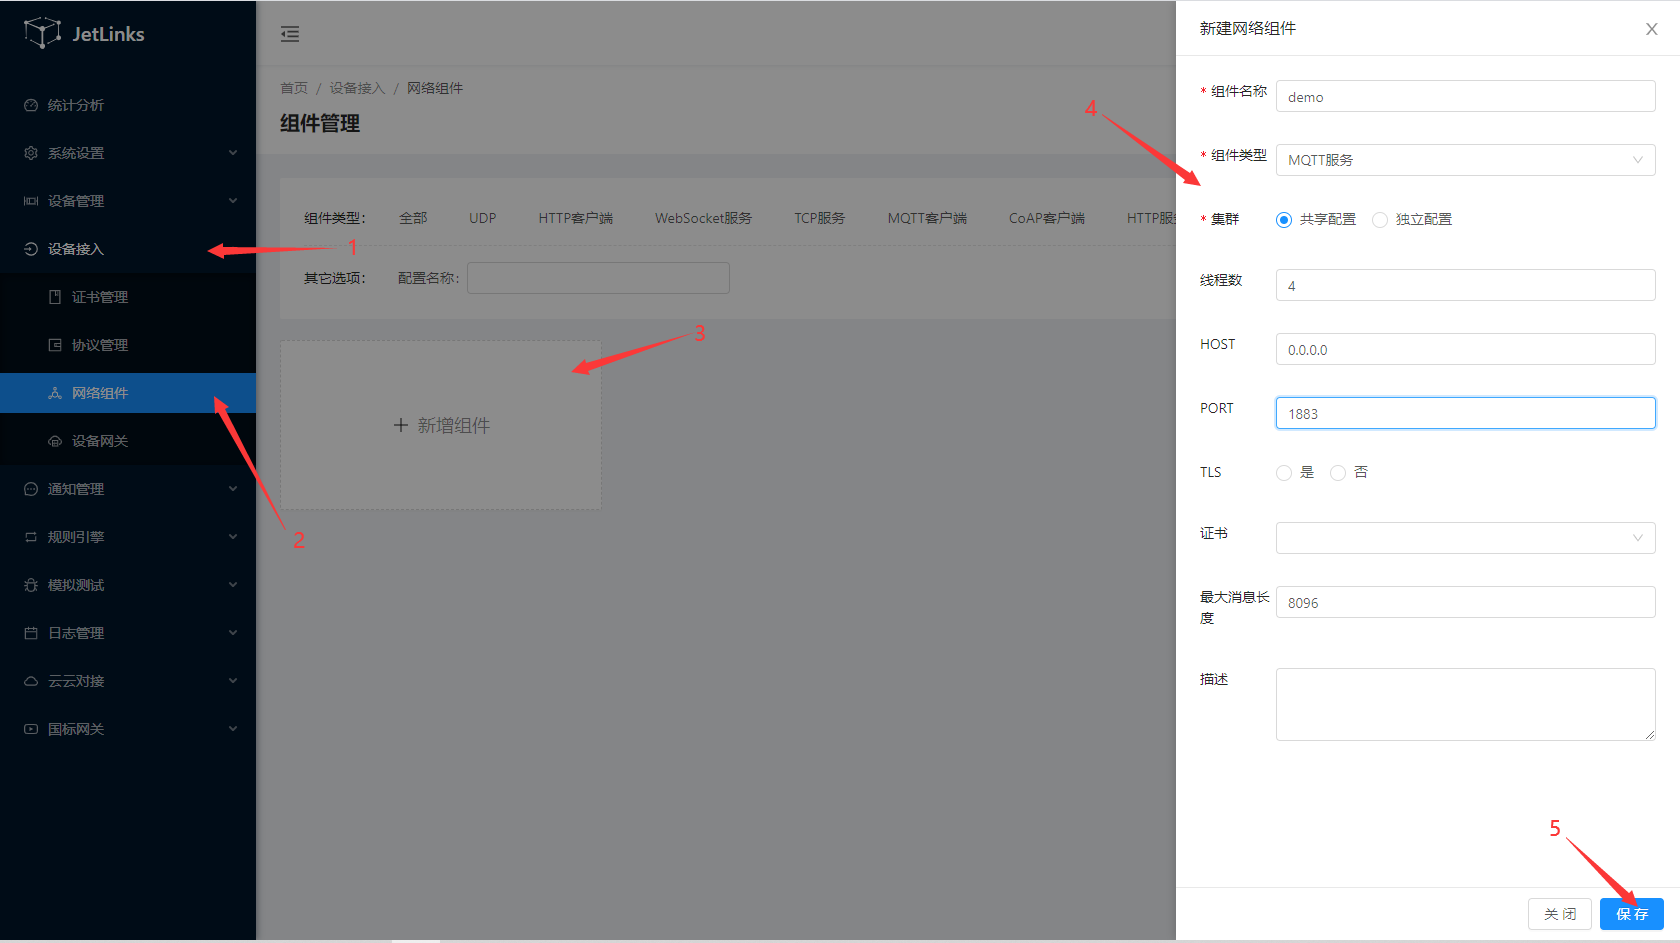 JetLinks
统计分析
系统设置
设备管理
设备接入
证书管理
协议管理
网络组件
设备网关
通知管理
规则引擎
模拟测试
日志管理
云云对接
国标网关
首页 / 设备接入 / 网络组件
组件管理
组件类型: 全部 UDP HTTP客户端 WebSocket服务 TCP服务 MQTT客户端 CoAP客户端 HTTP服
其它选项: 配置名称:
+ 新增组件
1
2
3
4
5
新建网络组件
* 组件名称 demo
* 组件类型 MQTT服务
* 集群 共享配置 独立配置
线程数 4
HOST 0.0.0.0
PORT 1883
TLS 是 否
证书
最大消息长
度
8096
描述
关 闭 保 存